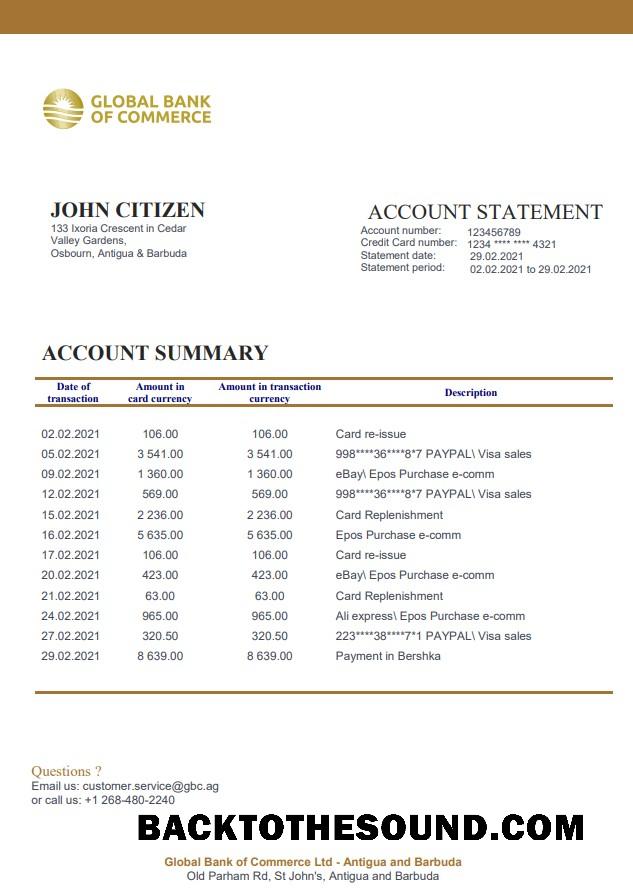 GLOBAL BANK
OF COMMERCE
JOHN CITIZEN
133 Ixoria Crescent in Cedar
Valley Gardens,
Osbourn, Antigua & Barbuda
ACCOUNT STATEMENT
Account number: 123456789
Credit Card number: 1234 **** **** 4321
Statement date: 29.02.2021
Statement period: 02.02.2021 to 29.02.2021
ACCOUNT SUMMARY
Date of transaction Amount in card currency Amount in transaction currency Description
02.02.2021 106.00 106.00 Card re-issue
05.02.2021 3 541.00 3 541.00 998****36****8*7 PAYPAL\ Visa sales
09.02.2021 1 360.00 1 360.00 eBay\ Epos Purchase e-comm
12.02.2021 569.00 569.00 998****36****8*7 PAYPAL\ Visa sales
15.02.2021 2 236.00 2 236.00 Card Replenishment
16.02.2021 5 635.00 5 635.00 Epos Purchase e-comm
17.02.2021 106.00 106.00 Card re-issue
20.02.2021 423.00 423.00 eBay\ Epos Purchase e-comm
21.02.2021 63.00 63.00 Card Replenishment
24.02.2021 965.00 965.00 Ali express\ Epos Purchase e-comm
27.02.2021 320.50 320.50 223****38****7*1 PAYPAL\ Visa sales
29.02.2021 8 639.00 8 639.00 Payment in Bershka
Questions ?
Email us: customer.service@gbc.ag
or call us: +1 268-480-2240
BACKTOTHESOUND.COM
Global Bank of Commerce Ltd - Antigua and Barbuda
Old Parham Rd, St John's, Antigua and Barbuda